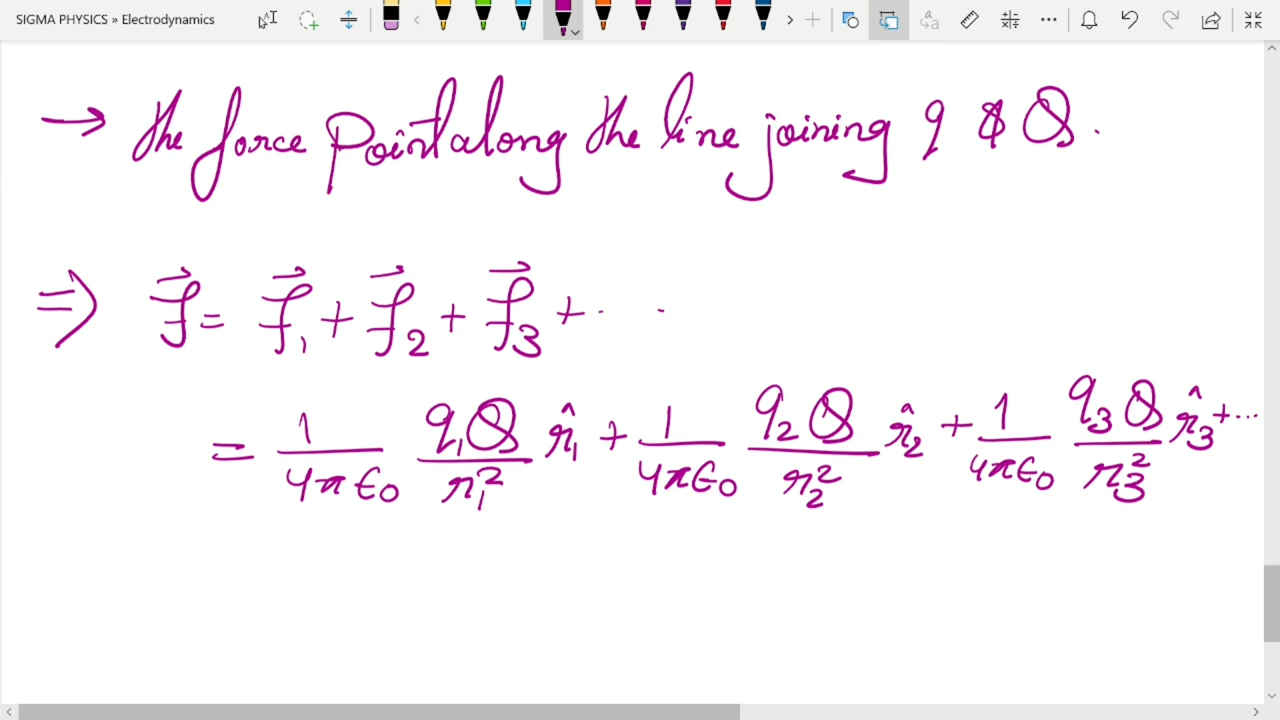 SIGMA PHYSICS » Electrodynamics
→ the force Point along the line joining q & Q.
⇒ f⃗ = f⃗₁ + f⃗₂ + f⃗₃ + . .
= 1/4πϵ₀ q₁Q/r₁² r̂₁ + 1/4πϵ₀ q₂Q/r₂² r̂₂ + 1/4πϵ₀ q₃Q/r₃² r̂₃ + ...